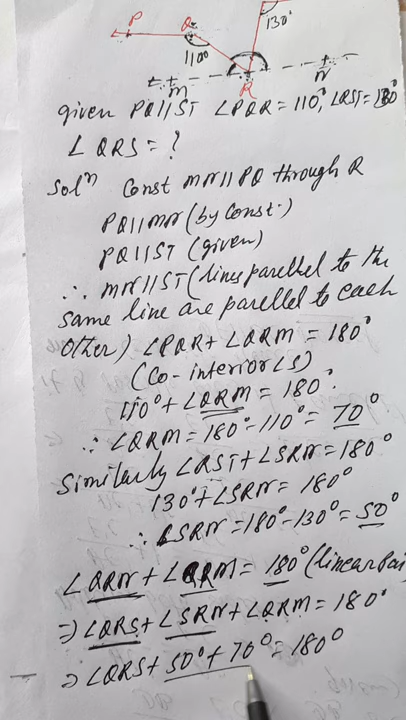 P Q 130°
110°
M R N
given PQ||ST ∠PQR = 110°, ∠RST = 130°
∠QRS = ?
Solⁿ Const MN||PQ through R
PQ||MN (by Const.)
PQ||ST (given)
∴ MN||ST (lines parellel to the
same line are parellel to each
other) ∠PQR + ∠QRM = 180°
(Co-interior ∠s)
110° + ∠QRM = 180°
∴ ∠QRM = 180° - 110° = 70°
Similarly ∠RST + ∠SRN = 180°
130° + ∠SRN = 180°
∴ ∠SRN = 180° - 130° = 50°
∠QRN + ∠QRM = 180° (linear Pai
⇒ ∠QRS + ∠SRN + ∠QRM = 180°
⇒ ∠QRS + 50° + 70° = 180°